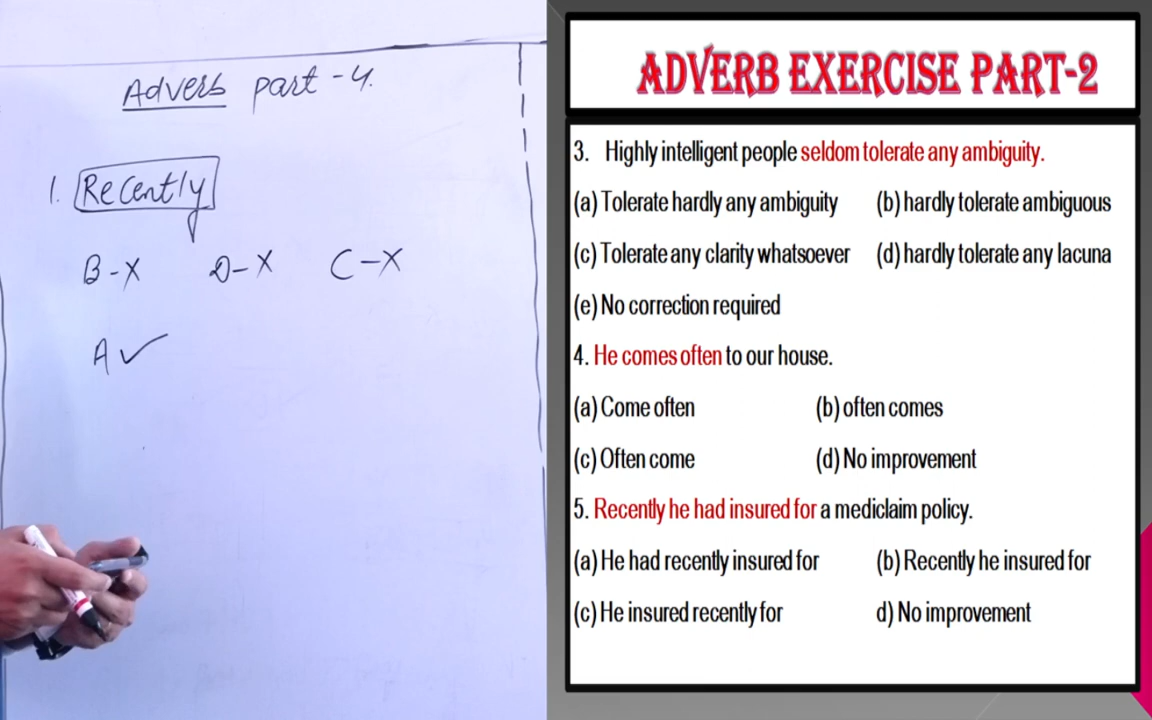 Adverb part-4.
1. Recently
B-X D-X C-X
A✓
ADVERB EXERCISE PART-2
3. Highly intelligent people seldom tolerate any ambiguity.
(a) Tolerate hardly any ambiguity (b) hardly tolerate ambiguous
(c) Tolerate any clarity whatsoever (d) hardly tolerate any lacuna
(e) No correction required
4. He comes often to our house.
(a) Come often (b) often comes
(c) Often come (d) No improvement
5. Recently he had insured for a mediclaim policy.
(a) He had recently insured for (b) Recently he insured for
(c) He insured recently for d) No improvement